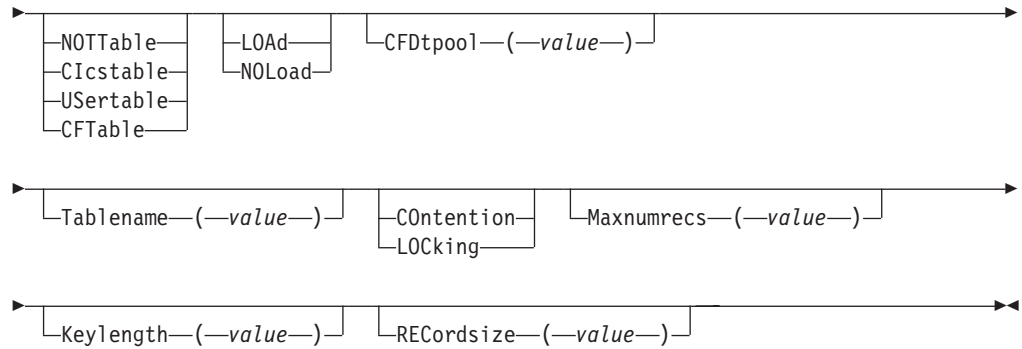 NOTTable LOAd CFDtpool (value)
CIcstable NOLoad
USertable
CFTable
Tablename (value) COntention Maxnumrecs (value)
LOCking
Keylength (value) RECordsize (value)